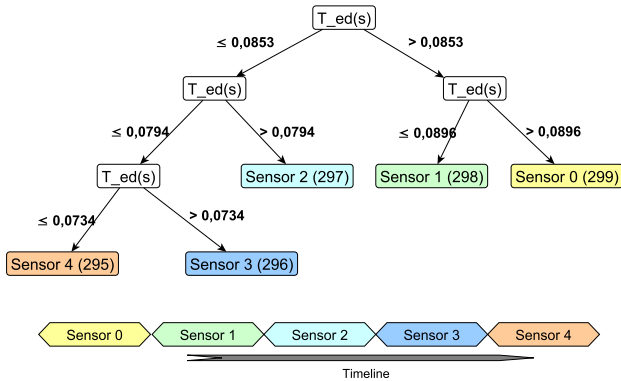 T_ed(s)
≤ 0,0853
> 0,0853
T_ed(s)
T_ed(s)
≤ 0,0794
> 0,0794
≤ 0,0896
> 0,0896
T_ed(s)
Sensor 2 (297)
Sensor 1 (298)
Sensor 0 (299)
≤ 0,0734
> 0,0734
Sensor 4 (295)
Sensor 3 (296)
Sensor 0
Sensor 1
Sensor 2
Sensor 3
Sensor 4
Timeline